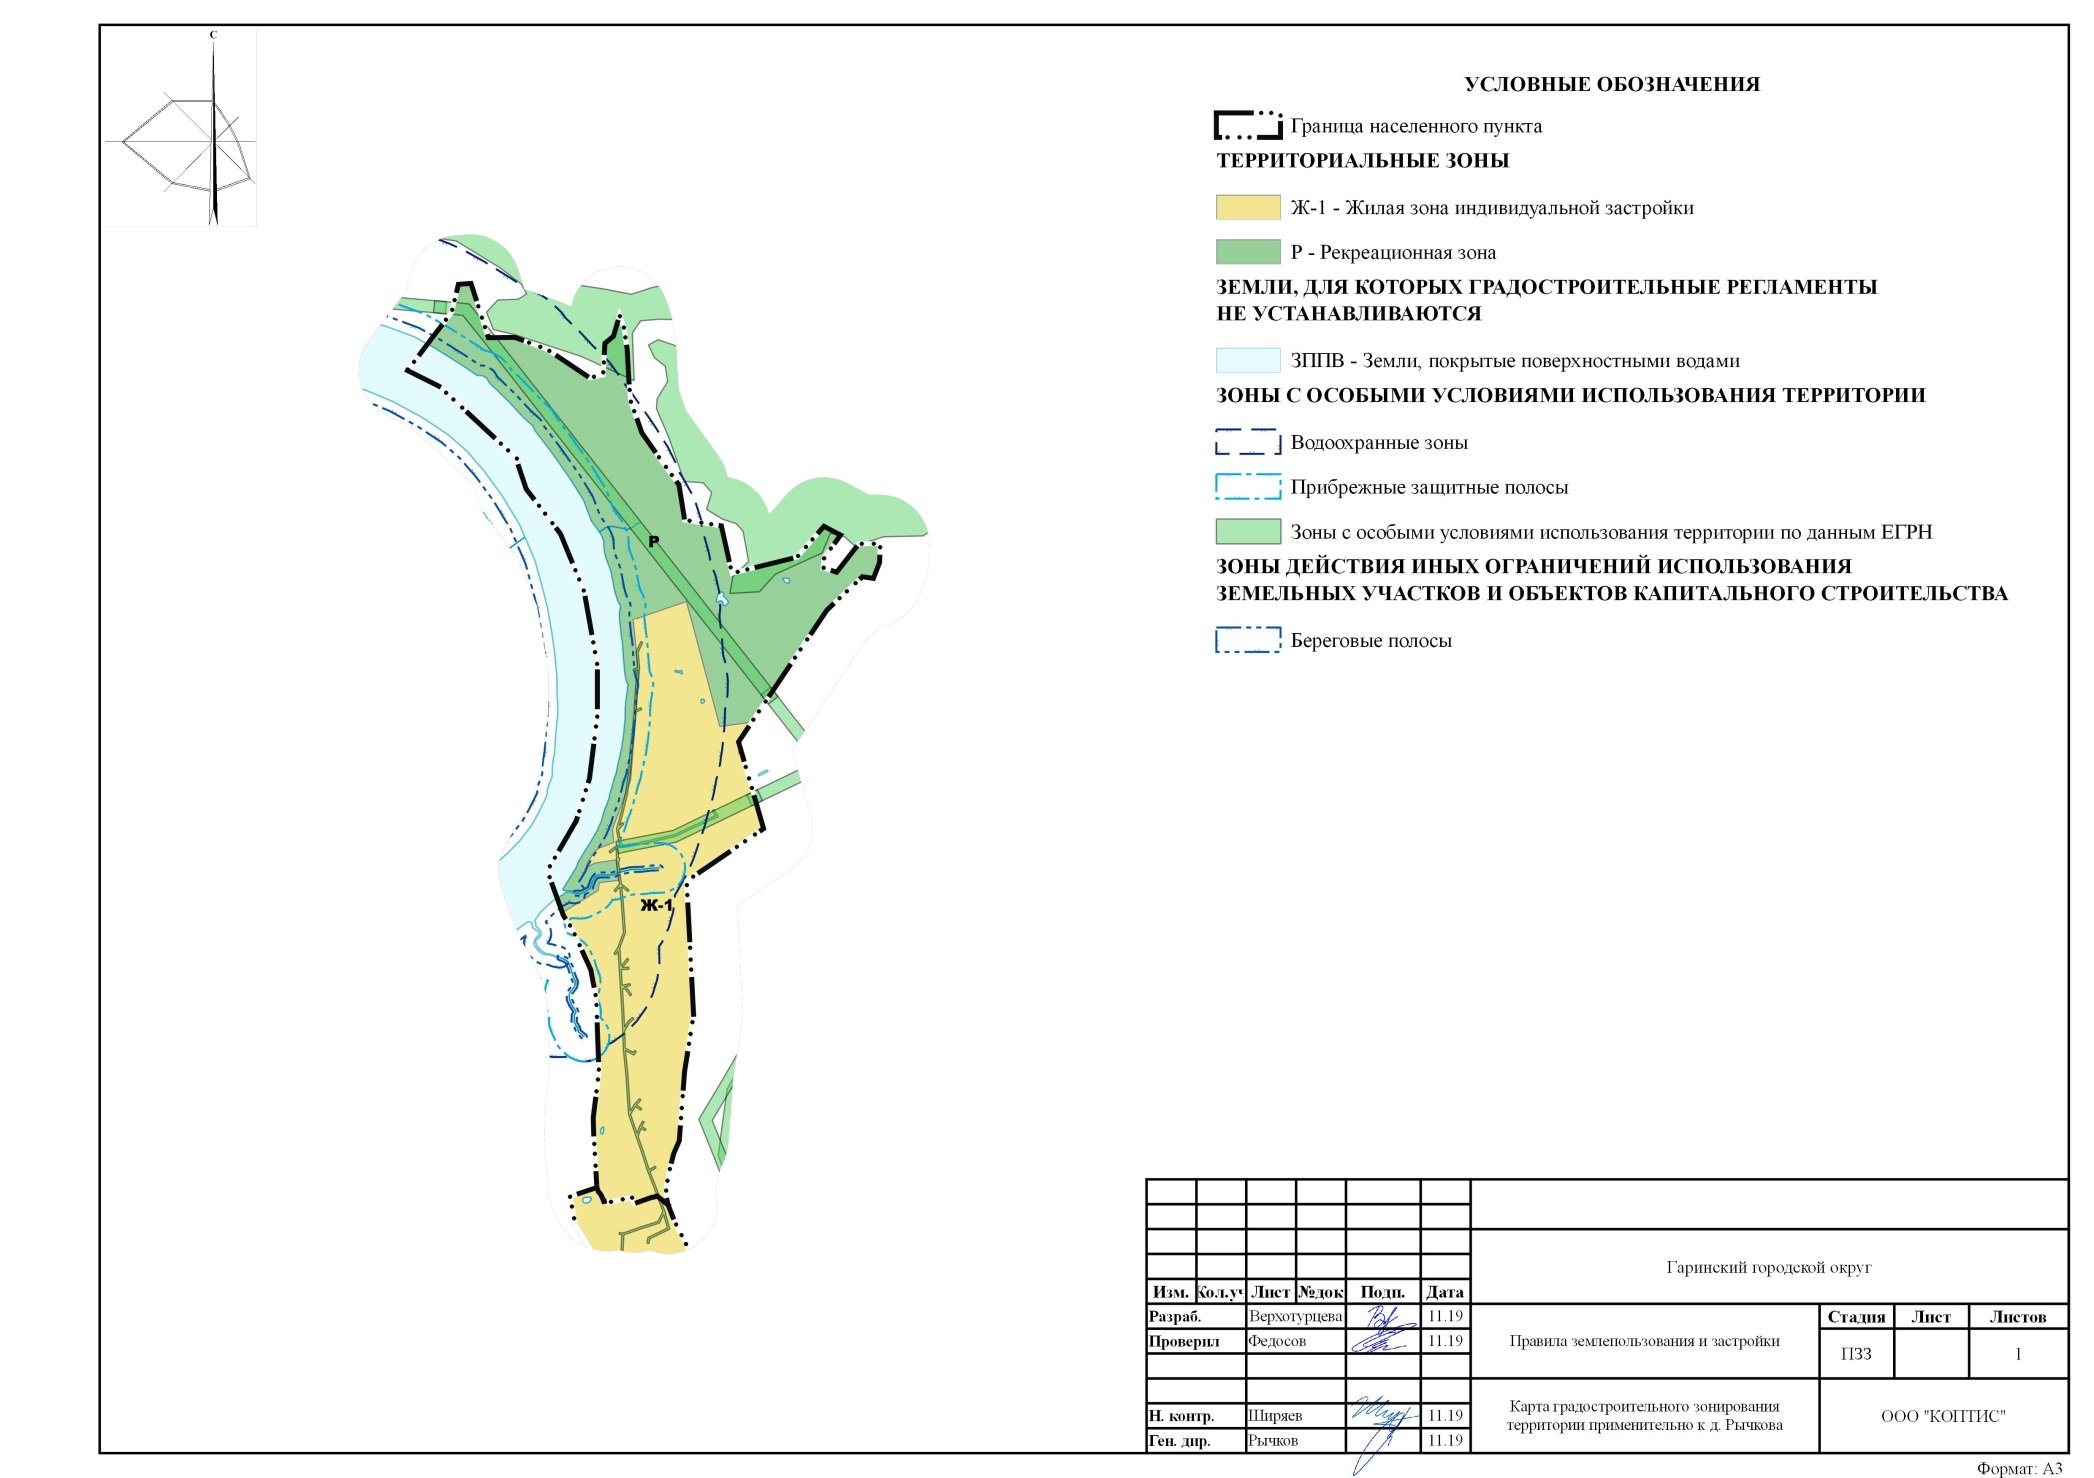 С
УСЛОВНЫЕ ОБОЗНАЧЕНИЯ
Граница населенного пункта
ТЕРРИТОРИАЛЬНЫЕ ЗОНЫ
Ж-1 - Жилая зона индивидуальной застройки
Р - Рекреационная зона
ЗЕМЛИ, ДЛЯ КОТОРЫХ ГРАДОСТРОИТЕЛЬНЫЕ РЕГЛАМЕНТЫ
НЕ УСТАНАВЛИВАЮТСЯ
ЗППВ - Земли, покрытые поверхностными водами
ЗОНЫ С ОСОБЫМИ УСЛОВИЯМИ ИСПОЛЬЗОВАНИЯ ТЕРРИТОРИИ
Водоохранные зоны
Прибрежные защитные полосы
Зоны с особыми условиями использования территории по данным ЕГРН
ЗОНЫ ДЕЙСТВИЯ ИНЫХ ОГРАНИЧЕНИЙ ИСПОЛЬЗОВАНИЯ
ЗЕМЕЛЬНЫХ УЧАСТКОВ И ОБЪЕКТОВ КАПИТАЛЬНОГО СТРОИТЕЛЬСТВА
Береговые полосы
Р
Ж-1
Гаринский городской округ
Изм. Кол.уч Лист №док Подп. Дата
Разраб. Верхотурцева 11.19
Проверил Федосов 11.19
Н. контр. Ширяев 11.19
Ген. дир. Рычков 11.19
Правила землепользования и застройки
Стадия Лист Листов
ПЗЗ 1
Карта градостроительного зонирования
территории применительно к д. Рычкова
ООО "КОПТИС"
Формат: А3